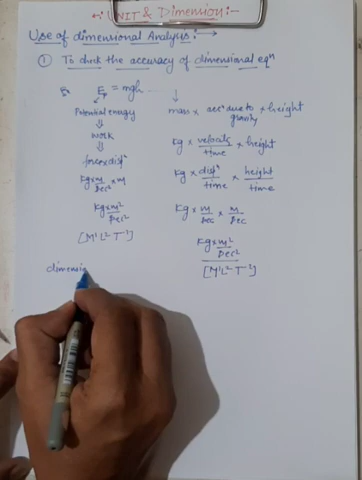 :- UNIT & Dimension:-
Use of dimensional Analysis:→
① To check the accuracy of dimensional eqⁿ
Ep = mgh
Potential energy
⇓
work
⇓
force×disᵗ
kg×m/sec² × m
kg×m²/sec²
[M¹L²T⁻²]
mass × accⁿ due to gravity × height
kg × velocity/time × height
kg × disᵗ/time × height/time
kg × m/sec × m/sec
kg×m²/sec²
[M¹L²T⁻²]
dimensio